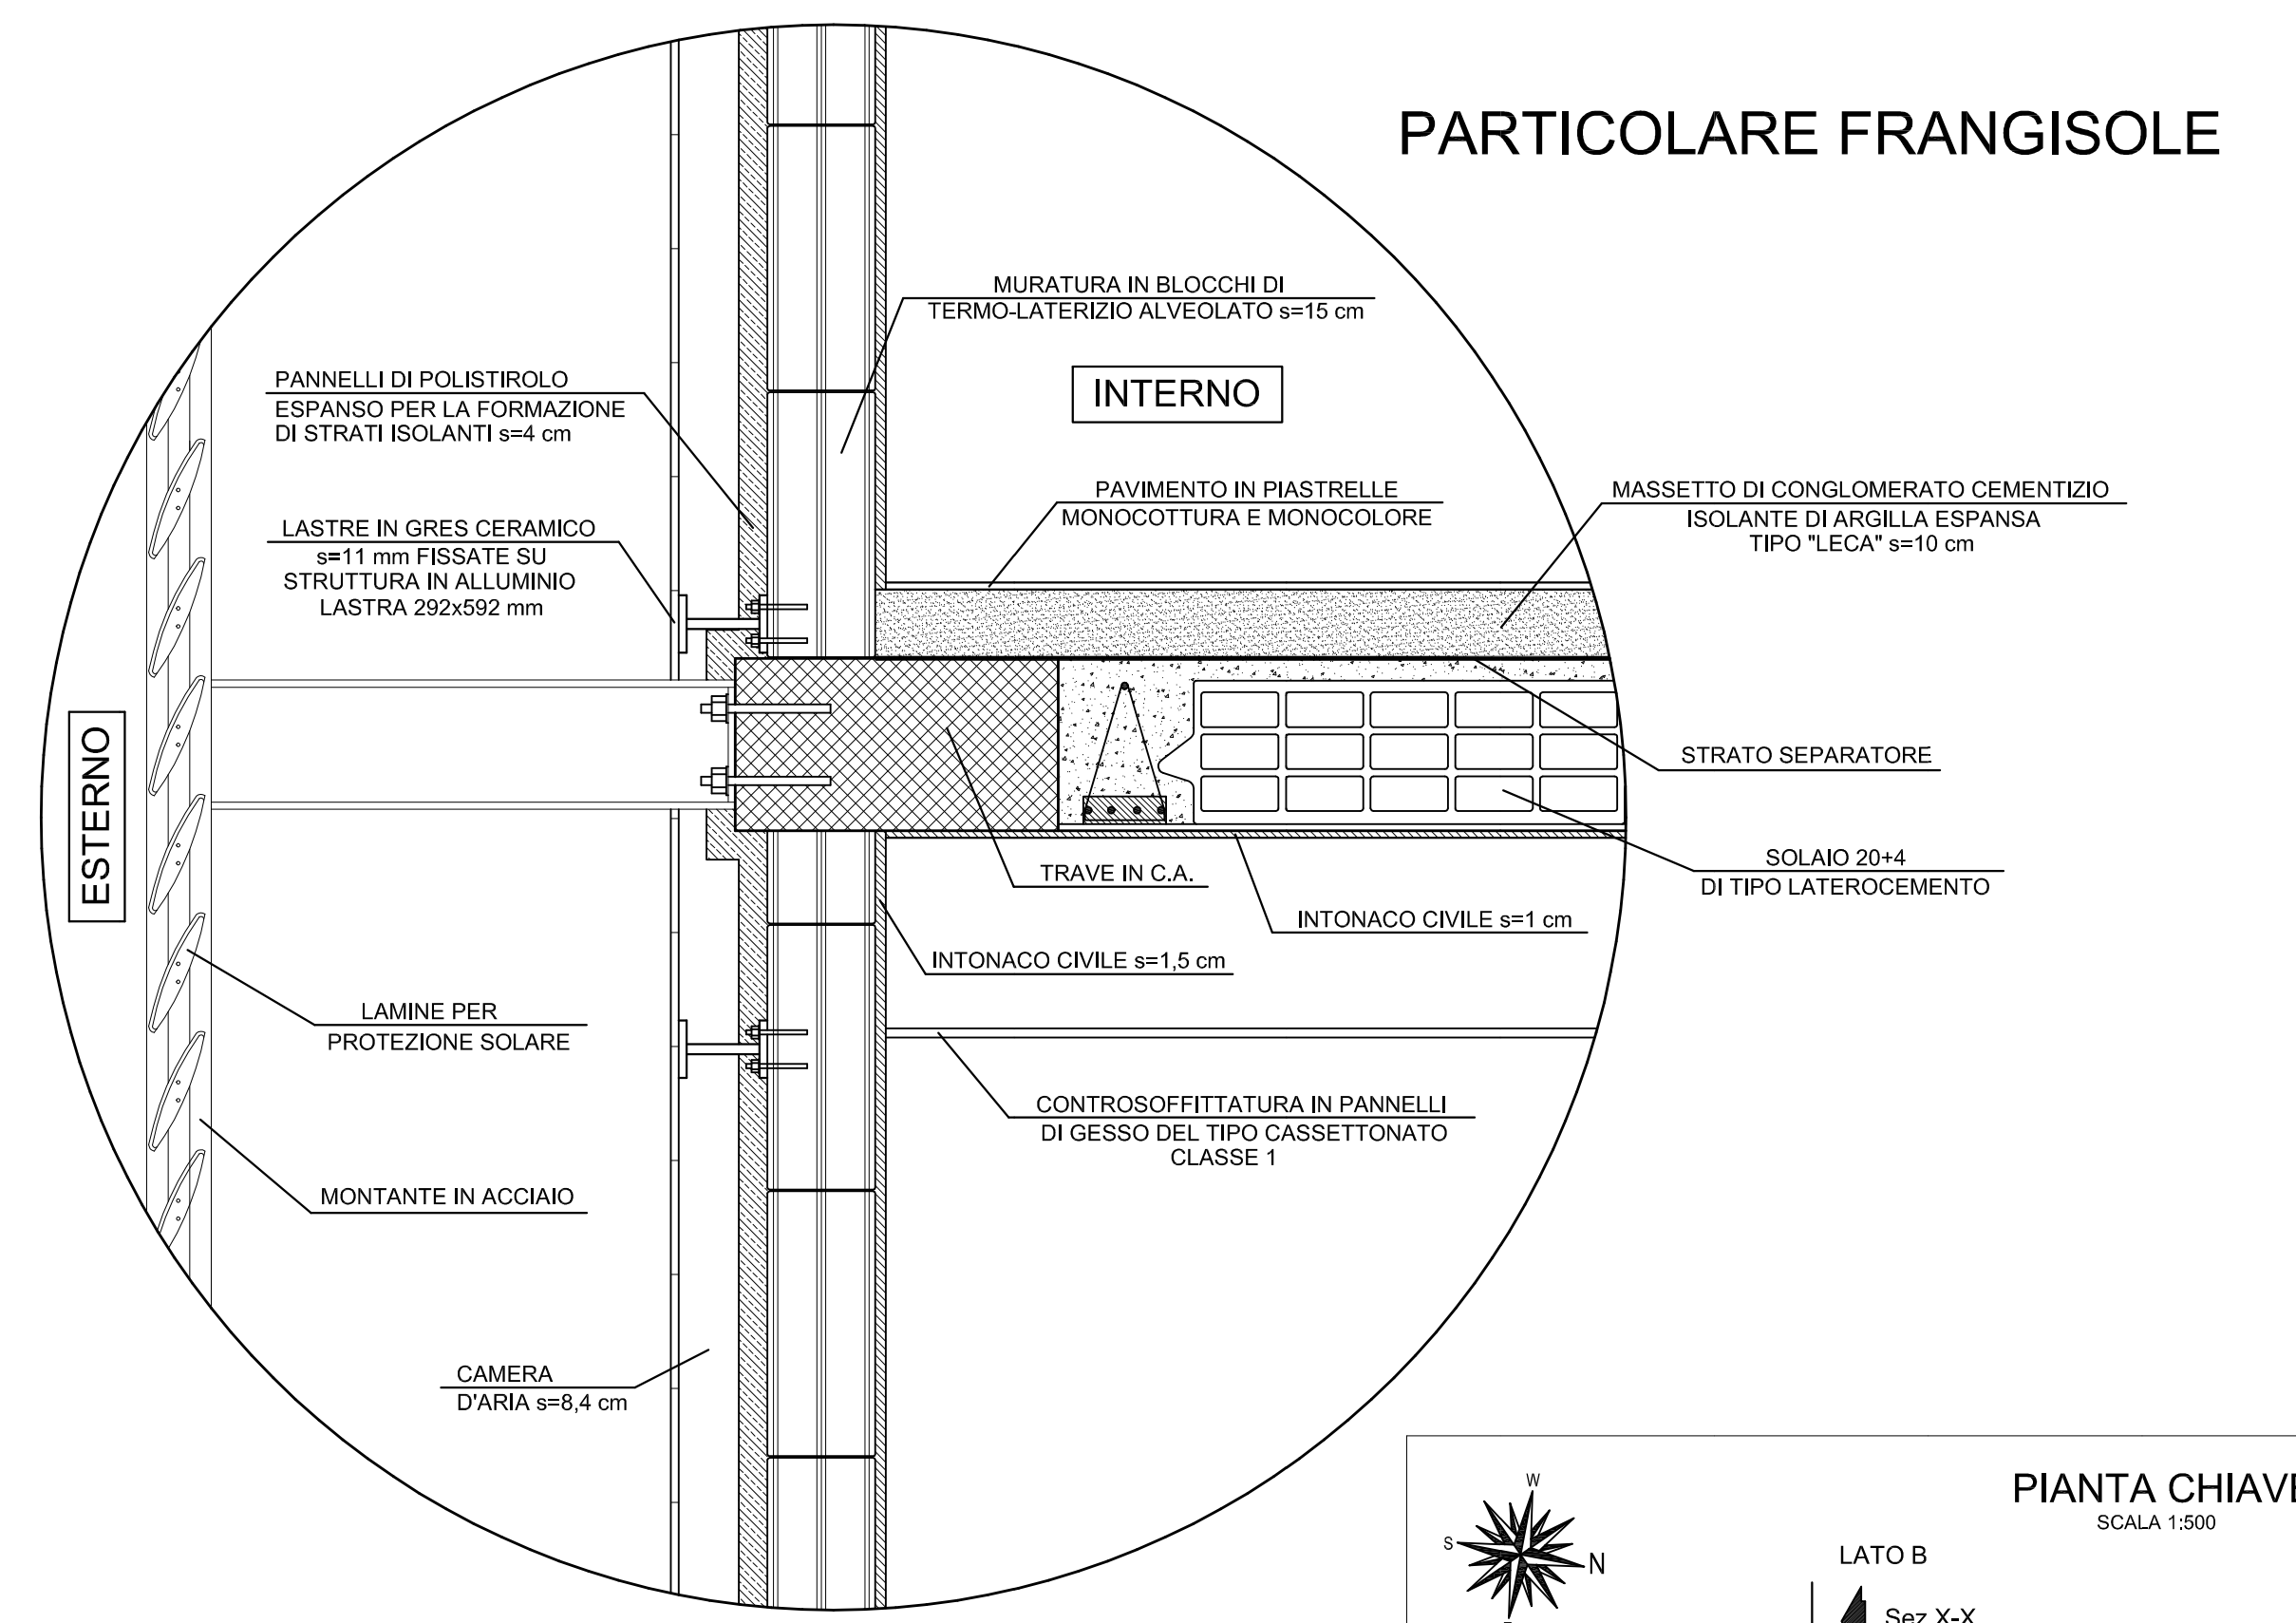 PARTICOLARE FRANGISOLE
MURATURA IN BLOCCHI DI
TERMO-LATERIZIO ALVEOLATO s=15 cm
INTERNO
PANNELLI DI POLISTIROLO
ESPANSO PER LA FORMAZIONE
DI STRATI ISOLANTI s=4 cm
PAVIMENTO IN PIASTRELLE
MONOCOTTURA E MONOCOLORE
MASSETTO DI CONGLOMERATO CEMENTIZIO
ISOLANTE DI ARGILLA ESPANSA
TIPO "LECA" s=10 cm
LASTRE IN GRES CERAMICO
s=11 mm FISSATE SU
STRUTTURA IN ALLUMINIO
LASTRA 292x592 mm
ESTERNO
STRATO SEPARATORE
SOLAIO 20+4
DI TIPO LATEROCEMENTO
TRAVE IN C.A.
INTONACO CIVILE s=1 cm
INTONACO CIVILE s=1,5 cm
LAMINE PER
PROTEZIONE SOLARE
CONTROSOFFITTATURA IN PANNELLI
DI GESSO DEL TIPO CASSETTONATO
CLASSE 1
MONTANTE IN ACCIAIO
CAMERA
D'ARIA s=8,4 cm
PIANTA CHIAVE
SCALA 1:500
W
S
N
LATO B
Sez X-X